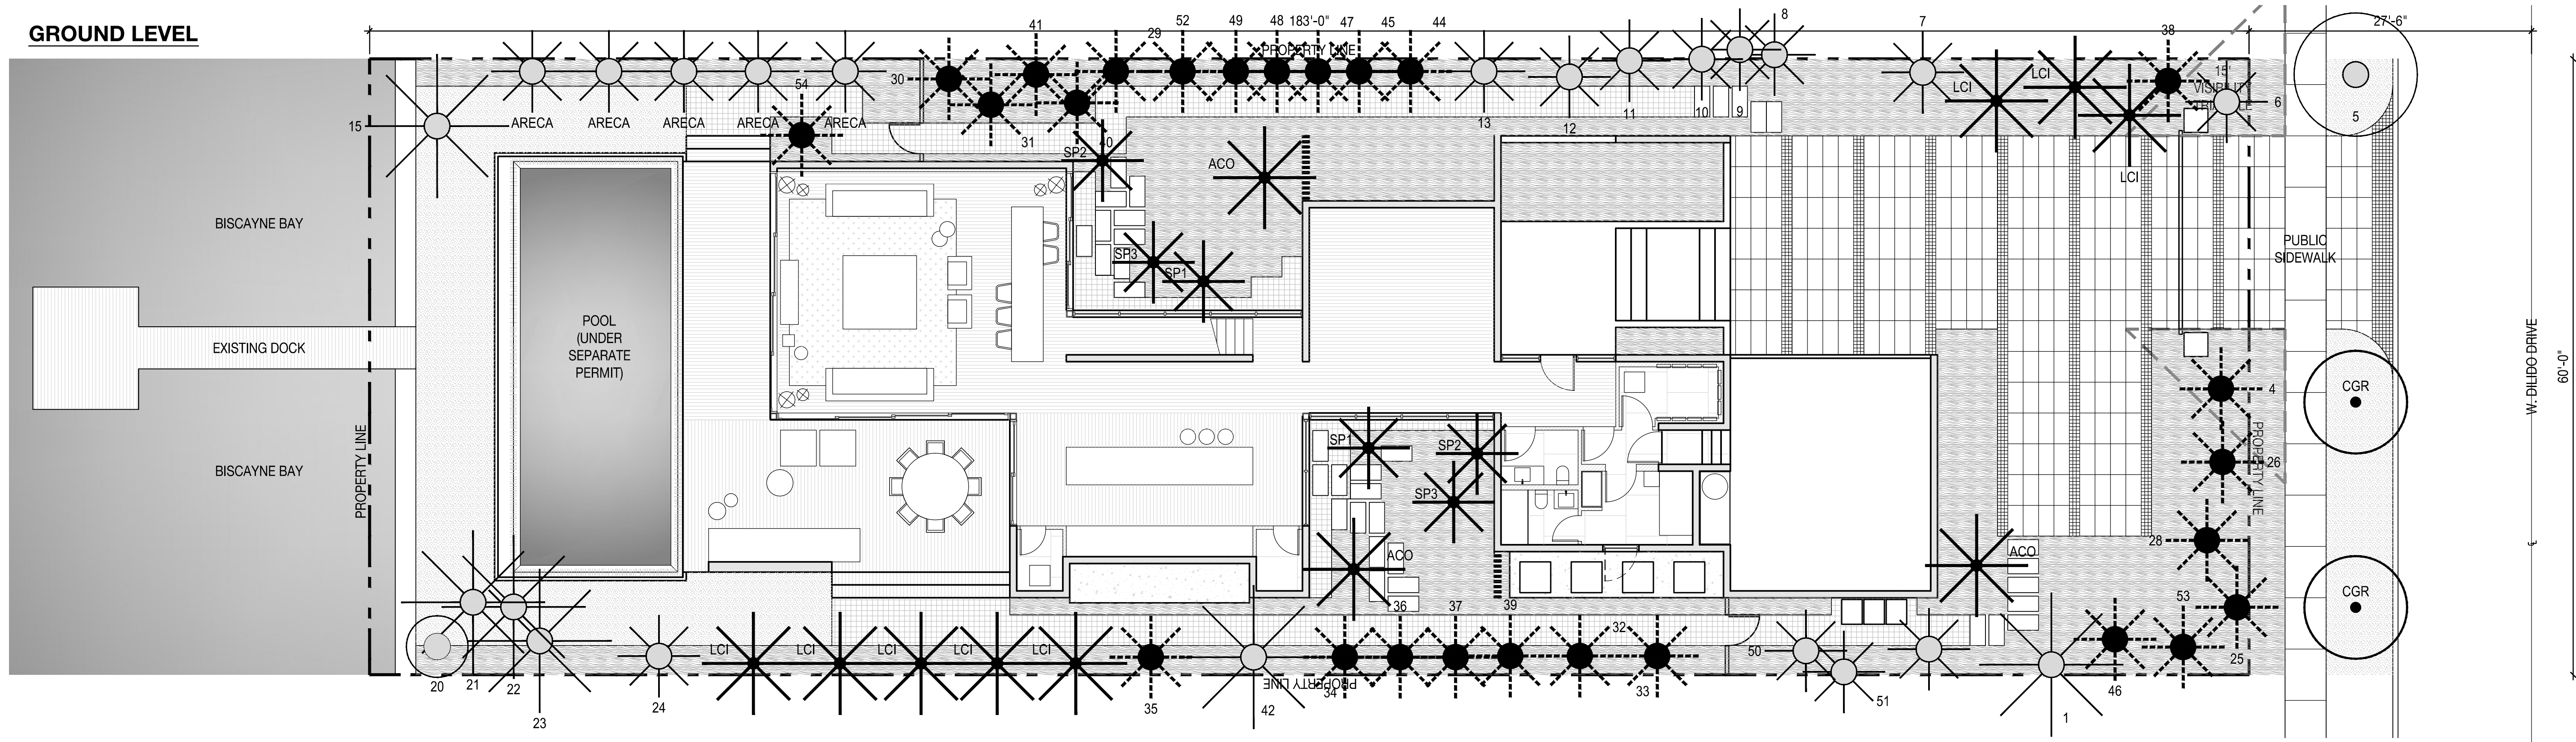 GROUND LEVEL
41
29
52
49
48
183'-0"
47
45
44
8
7
38
27'-6"
PROPERTY LINE
30
54
LCI
LCI
15'
VISIBILITY
TRIANGLE
6
5
15
ARECA
ARECA
ARECA
ARECA
ARECA
31
40
13
12
11
10
9
SP2
ACO
LCI
BISCAYNE BAY
SP3
SP1
PUBLIC
SIDEWALK
POOL
(UNDER
SEPARATE
PERMIT)
EXISTING DOCK
W. DILIDO DRIVE
60'-0"
CGR
4
PROPERTY LINE
SP1
SP2
26
PROPERTY LINE
BISCAYNE BAY
SP3
28
ACO
ACO
CGR
36
37
39
53
32
LCI
LCI
LCI
LCI
LCI
50
25
20
21
22
23
24
35
42
PROPERTY LINE
34
33
51
46
1